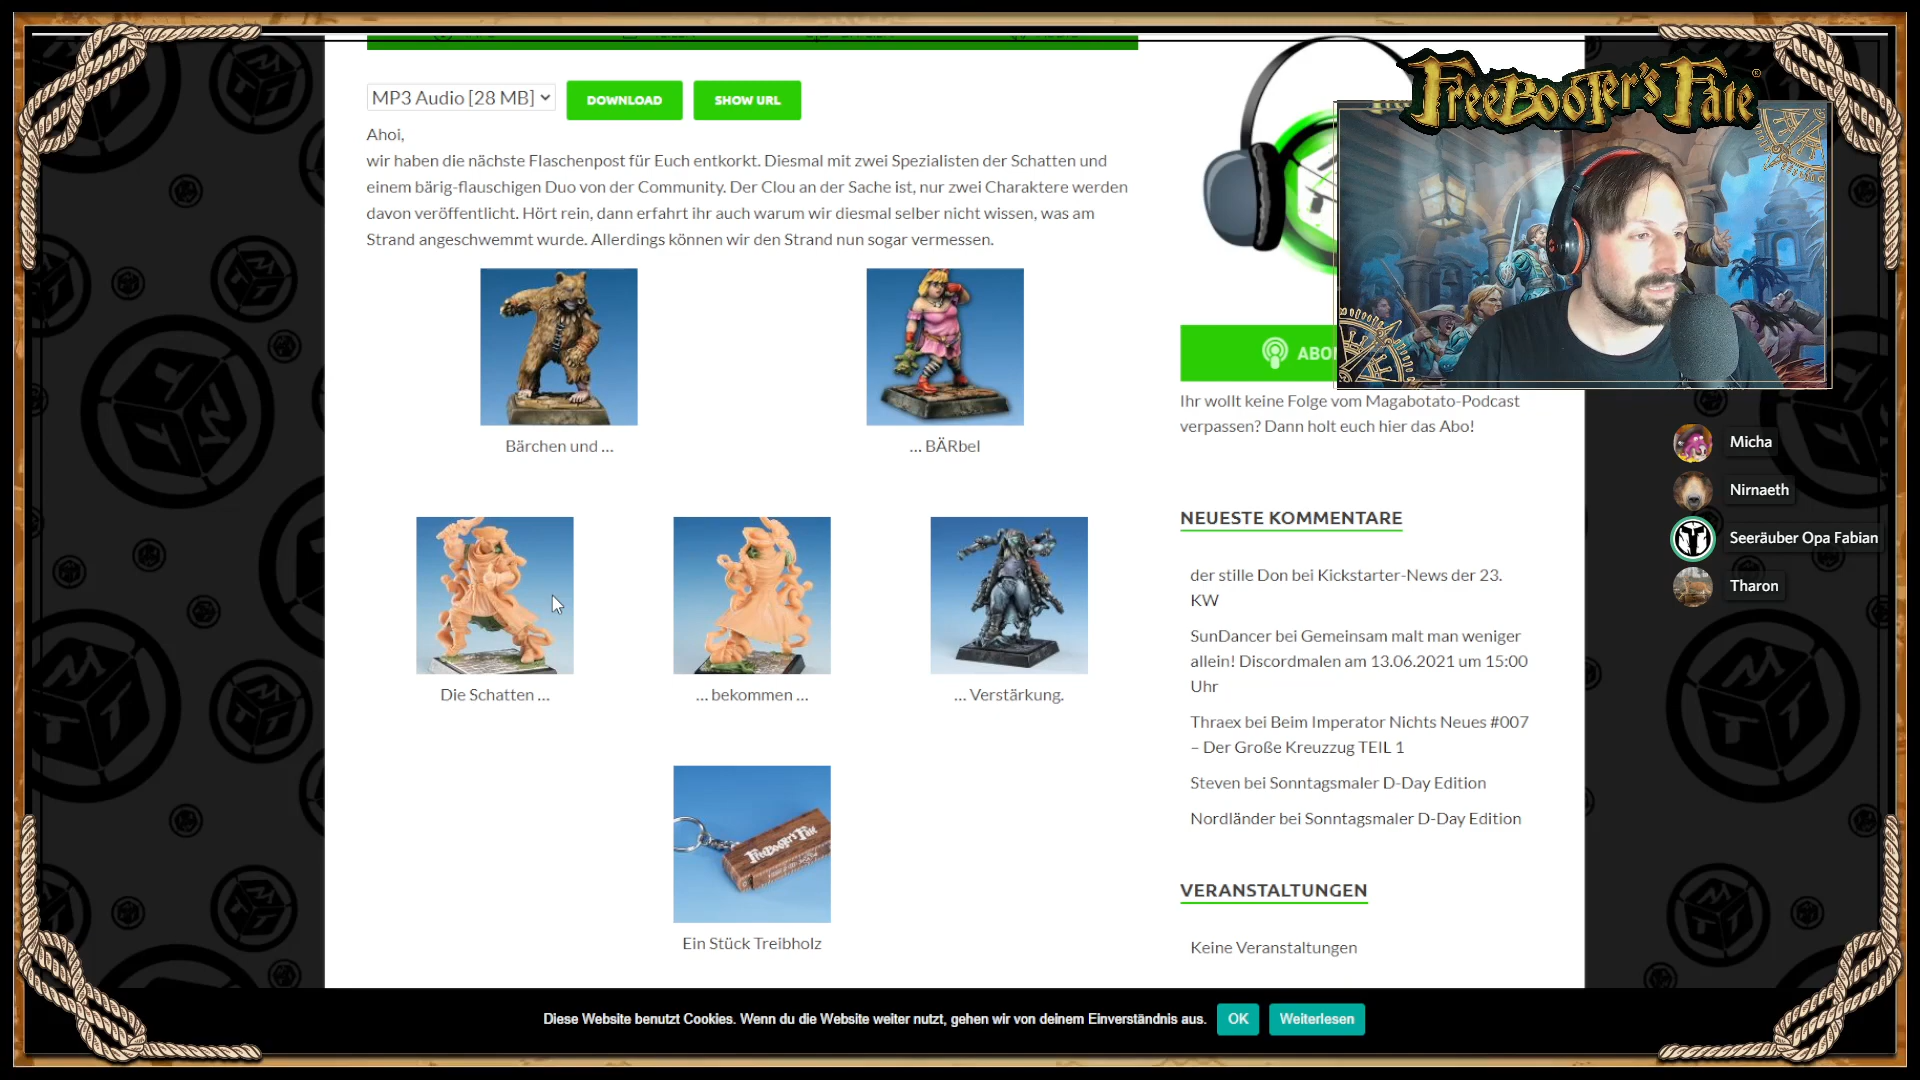 MP3 Audio [28 MB]
DOWNLOAD
SHOW URL
Ahoi,
wir haben die nächste Flaschenpost für Euch entkorkt. Diesmal mit zwei Spezialisten der Schatten und
einem bärig-flauschigen Duo von der Community. Der Clou an der Sache ist, nur zwei Charaktere werden
davon veröffentlicht. Hört rein, dann erfahrt ihr auch warum wir diesmal selber nicht wissen, was am
Strand angeschwemmt wurde. Allerdings können wir den Strand nun sogar vermessen.
Bärchen und ...
... BÄRbel
Die Schatten ...
... bekommen ...
... Verstärkung.
Freebooter's Fate
Ein Stück Treibholz
Freebooter's Fate®
Ihr wollt keine Folge vom Magabotato-Podcast
verpassen? Dann holt euch hier das Abo!
NEUESTE KOMMENTARE
der stille Don bei Kickstarter-News der 23.
KW
SunDancer bei Gemeinsam malt man weniger
allein! Discordmalen am 13.06.2021 um 15:00
Uhr
Thraex bei Beim Imperator Nichts Neues #007
– Der Große Kreuzzug TEIL 1
Steven bei Sonntagsmaler D-Day Edition
Nordländer bei Sonntagsmaler D-Day Edition
VERANSTALTUNGEN
Keine Veranstaltungen
Micha
Nirnaeth
Seeräuber Opa Fabian
Tharon
Diese Website benutzt Cookies. Wenn du die Website weiter nutzt, gehen wir von deinem Einverständnis aus.
OK
Weiterlesen